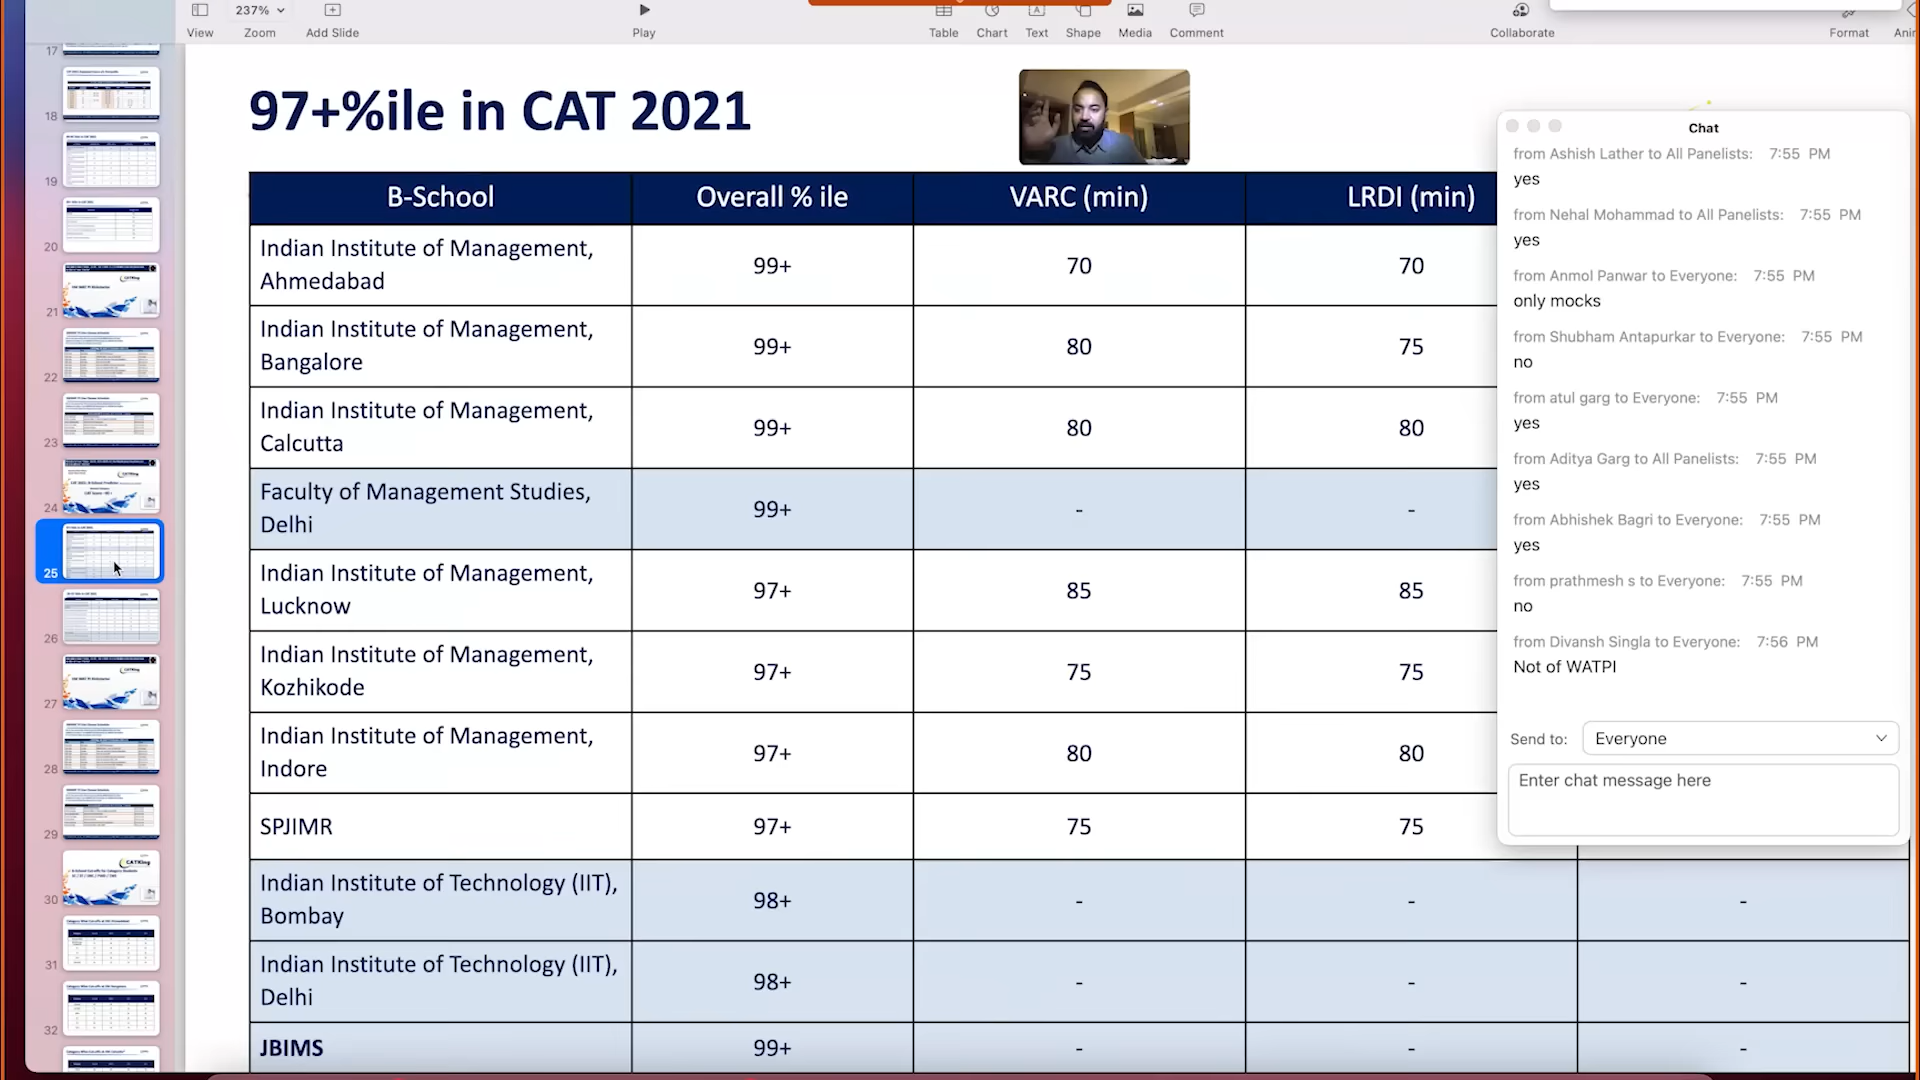 237%
View
Zoom
Add Slide
Play
Table
Chart
Text
Shape
Media
Comment
Collaborate
Format
17
18
19
20
21
22
23
24
25
26
27
28
29
30
31
32
CATKing
97+%ile in CAT 2021
B-School Overall % ile VARC (min) LRDI (min)
Indian Institute of Management,
Ahmedabad
99+ 70 70
Indian Institute of Management,
Bangalore
99+ 80 75
Indian Institute of Management,
Calcutta
99+ 80 80
Faculty of Management Studies,
Delhi
99+ - -
Indian Institute of Management,
Lucknow
97+ 85 85
Indian Institute of Management,
Kozhikode
97+ 75 75
Indian Institute of Management,
Indore
97+ 80 80
SPJIMR 97+ 75 75
Indian Institute of Technology (IIT),
Bombay
98+ - - -
Indian Institute of Technology (IIT),
Delhi
98+ - - -
JBIMS 99+ - - -
Chat
from Ashish Lather to All Panelists: 7:55 PM
yes
from Nehal Mohammad to All Panelists: 7:55 PM
yes
from Anmol Panwar to Everyone: 7:55 PM
only mocks
from Shubham Antapurkar to Everyone: 7:55 PM
no
from atul garg to Everyone: 7:55 PM
yes
from Aditya Garg to All Panelists: 7:55 PM
yes
from Abhishek Bagri to Everyone: 7:55 PM
yes
from prathmesh s to Everyone: 7:55 PM
no
from Divansh Singla to Everyone: 7:56 PM
Not of WATPI
Send to: Everyone
Enter chat message here